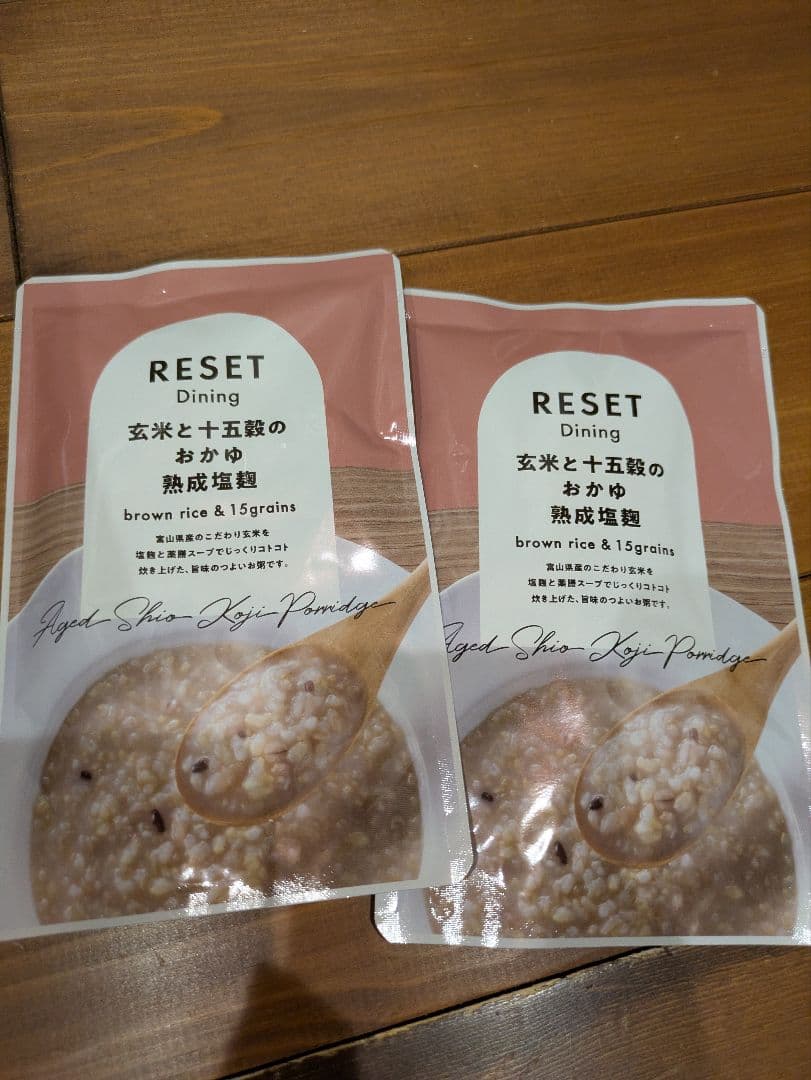 RESET
Dining
玄米と十五穀の
おかゆ
熟成塩麹
brown rice & 15grains
富山県産のこだわり玄米を
塩麹と薬膳スープでじっくりコトコト
炊き上げた、旨味のつよいお粥です。
Aged Shio Koji Porridge
RESET
Dining
玄米と十五穀の
おかゆ
熟成塩麹
brown rice & 15grains
富山県産のこだわり玄米を
塩麹と薬膳スープでじっくりコトコト
炊き上げた、旨味のつよいお粥です。
Aged Shio Koji Porridge